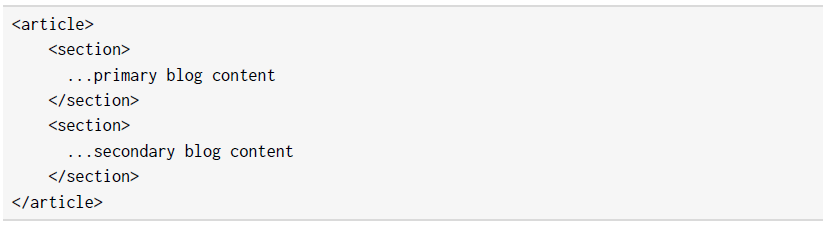 <article>
<section>
...primary blog content
</section>
<section>
...secondary blog content
</section>
</article>